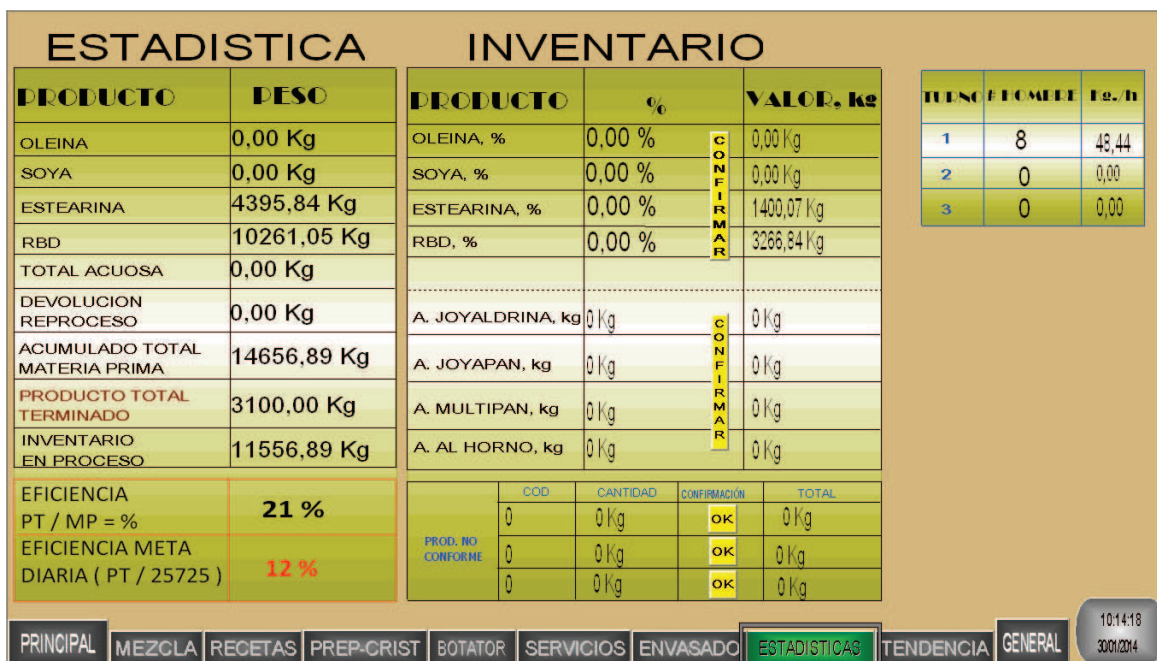 ESTADISTICA
PRODUCTO PESO
OLEINA 0,00 Kg
SOYA 0,00 Kg
ESTEARINA 4395,84 Kg
RBD 10261,05 Kg
TOTAL ACUOSA 0,00 Kg
DEVOLUCION
REPROCESO 0,00 Kg
ACUMULADO TOTAL
MATERIA PRIMA 14656,89 Kg
PRODUCTO TOTAL
TERMINADO 3100,00 Kg
INVENTARIO
EN PROCESO 11556,89 Kg
EFICIENCIA
PT / MP = % 21 %
EFICIENCIA META
DIARIA ( PT / 25725 ) 12 %
INVENTARIO
PRODUCTO % VALOR, kg
OLEINA, % 0,00 % 0,00 Kg
SOYA, % 0,00 % 0,00 Kg
ESTEARINA, % 0,00 % 1400,07 Kg
RBD, % 0,00 % 3266,84 Kg
CONFIRMAR
A. JOYALDRINA, kg 0 Kg 0 Kg
A. JOYAPAN, kg 0 Kg 0 Kg
A. MULTIPAN, kg 0 Kg 0 Kg
A. AL HORNO, kg 0 Kg 0 Kg
CONFIRMAR
COD CANTIDAD CONFIRMACIÓN TOTAL
PROD. NO
CONFORME
0 0 Kg OK 0 Kg
0 0 Kg OK 0 Kg
0 0 Kg OK 0 Kg
TURNO # HOMBRE Kg./h
1 8 48,44
2 0 0,00
3 0 0,00
PRINCIPAL MEZCLA RECETAS PREP-CRIST BOTATOR SERVICIOS ENVASADO ESTADISTICAS TENDENCIA GENERAL
10:14:18
30/01/2014